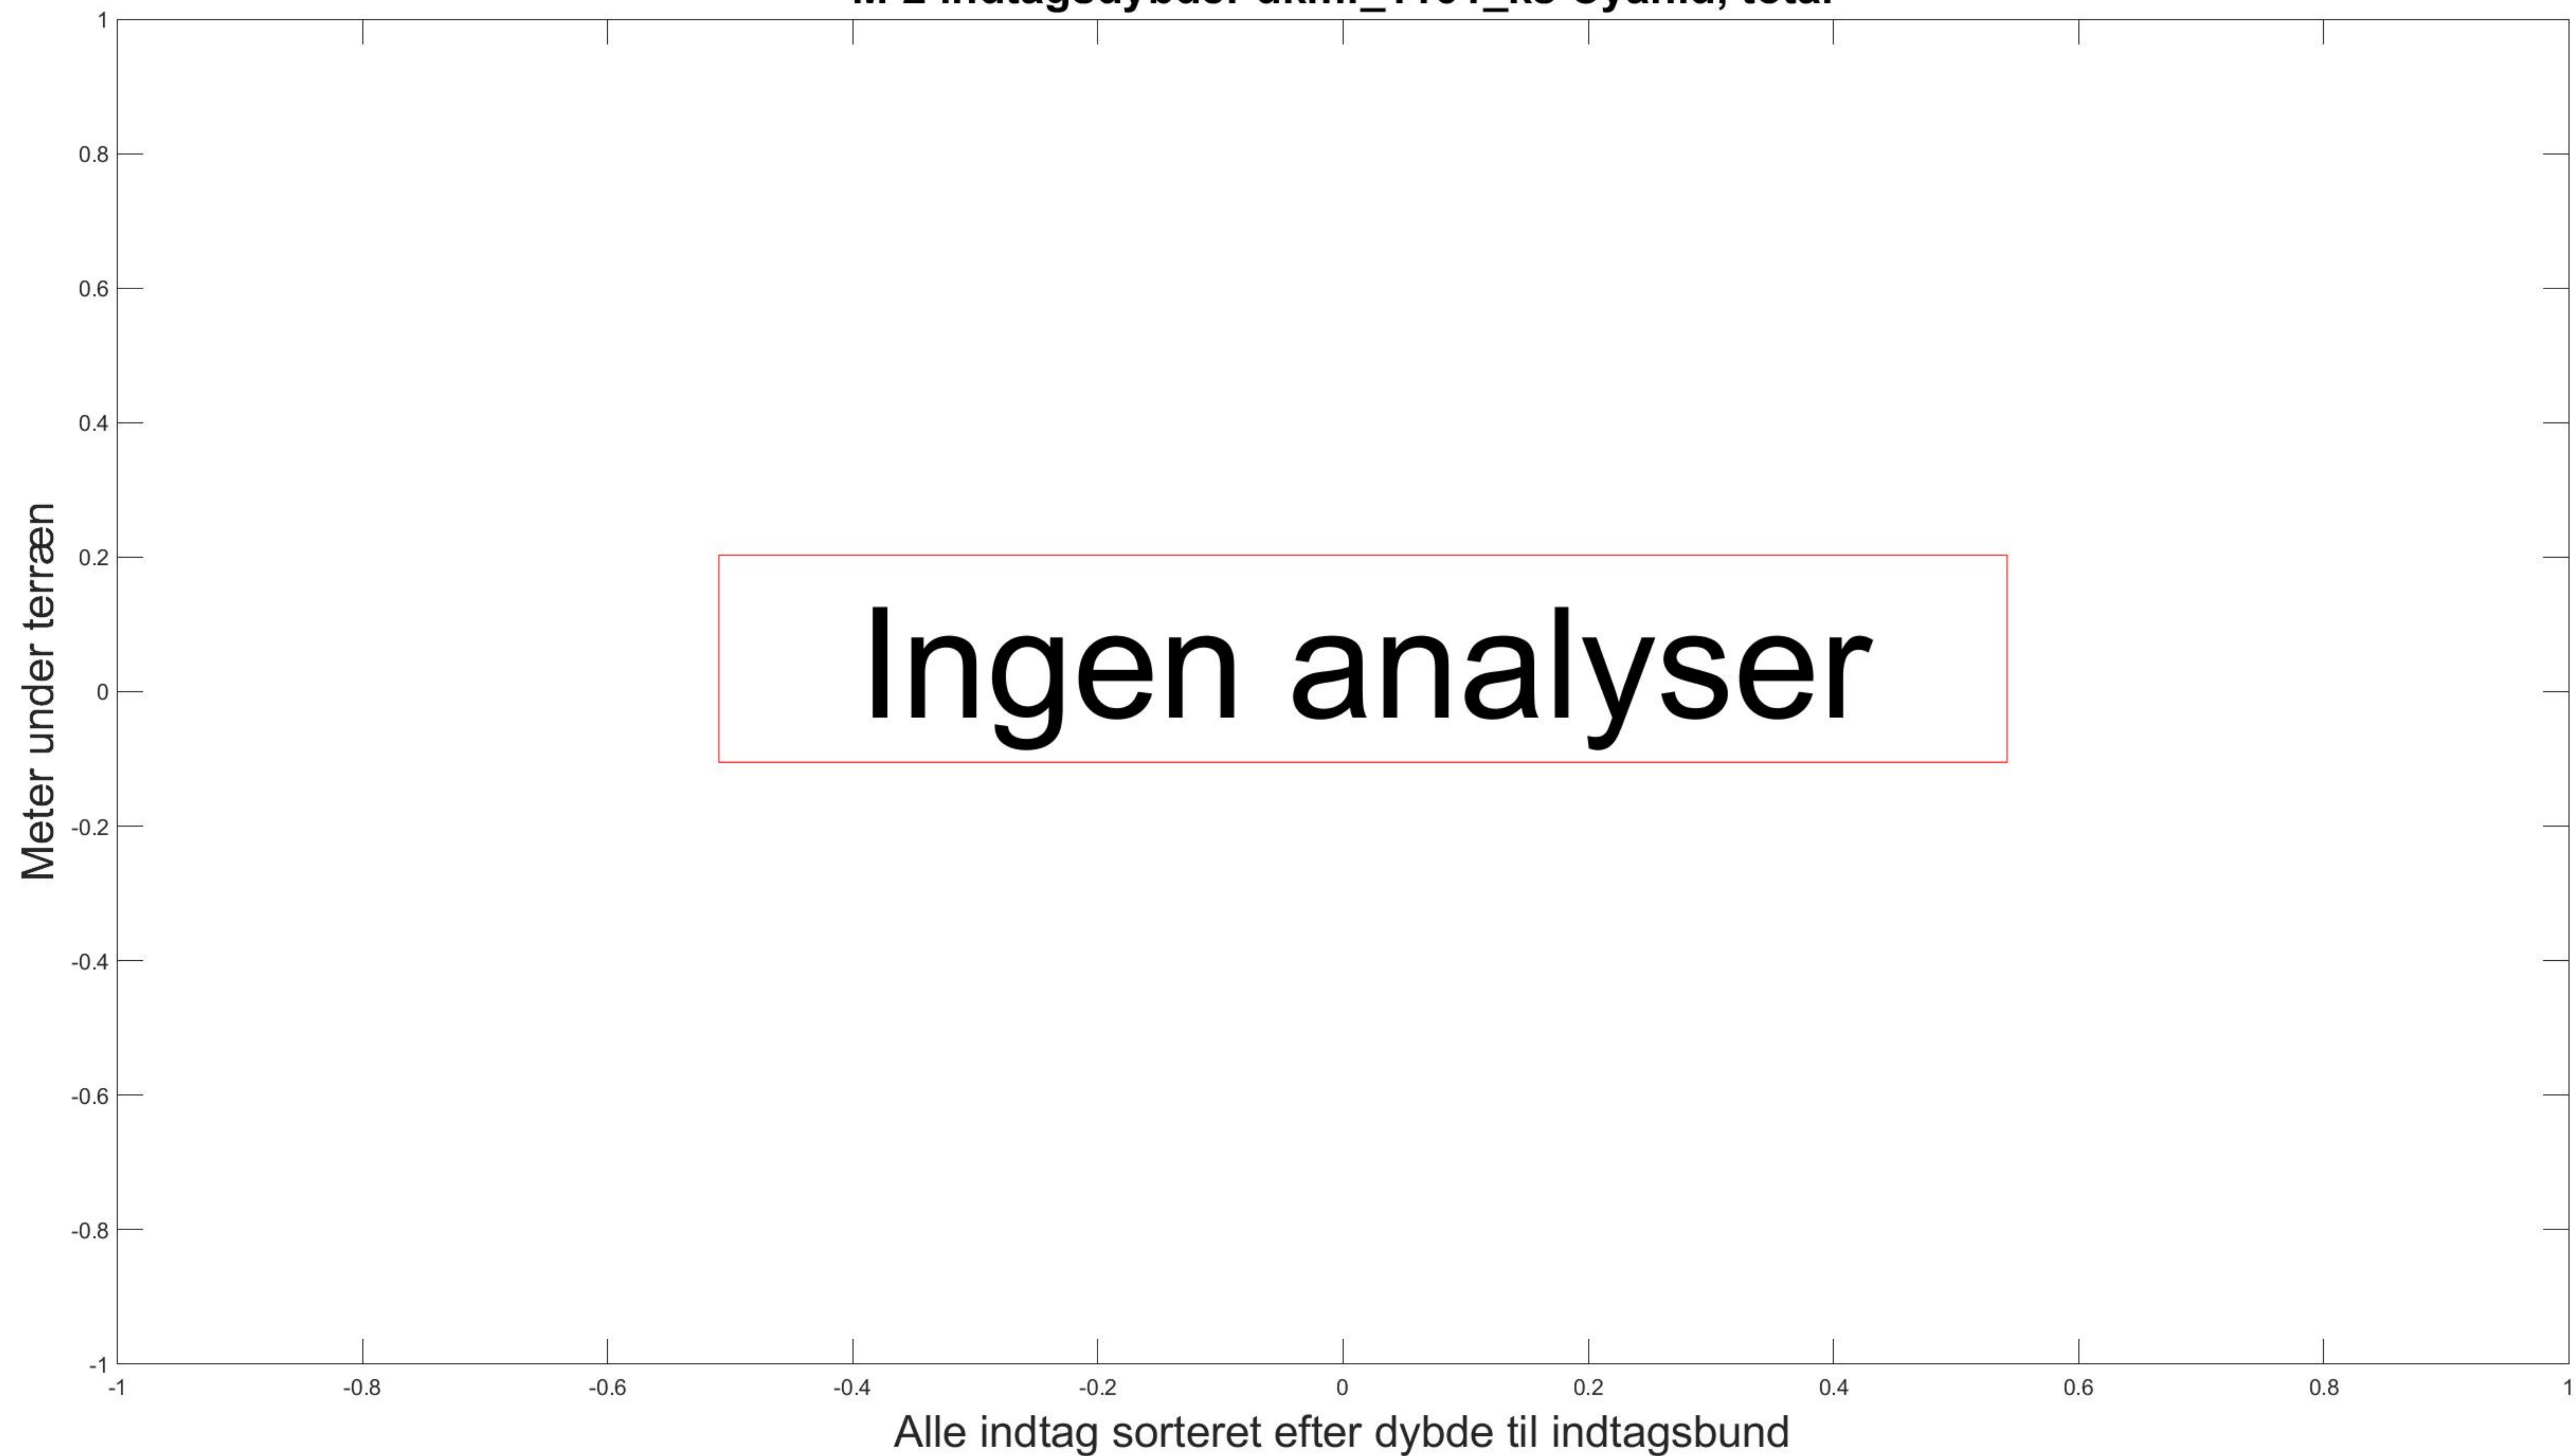 Cyanid, total
1
0.8
0.6
0.4
0.2
0
-0.2
-0.4
-0.6
-0.8
-1
Meter under terræn
Ingen analyser
-1 -0.8 -0.6 -0.4 -0.2 0 0.2 0.4 0.6 0.8 1
Alle indtag sorteret efter dybde til indtagsbund